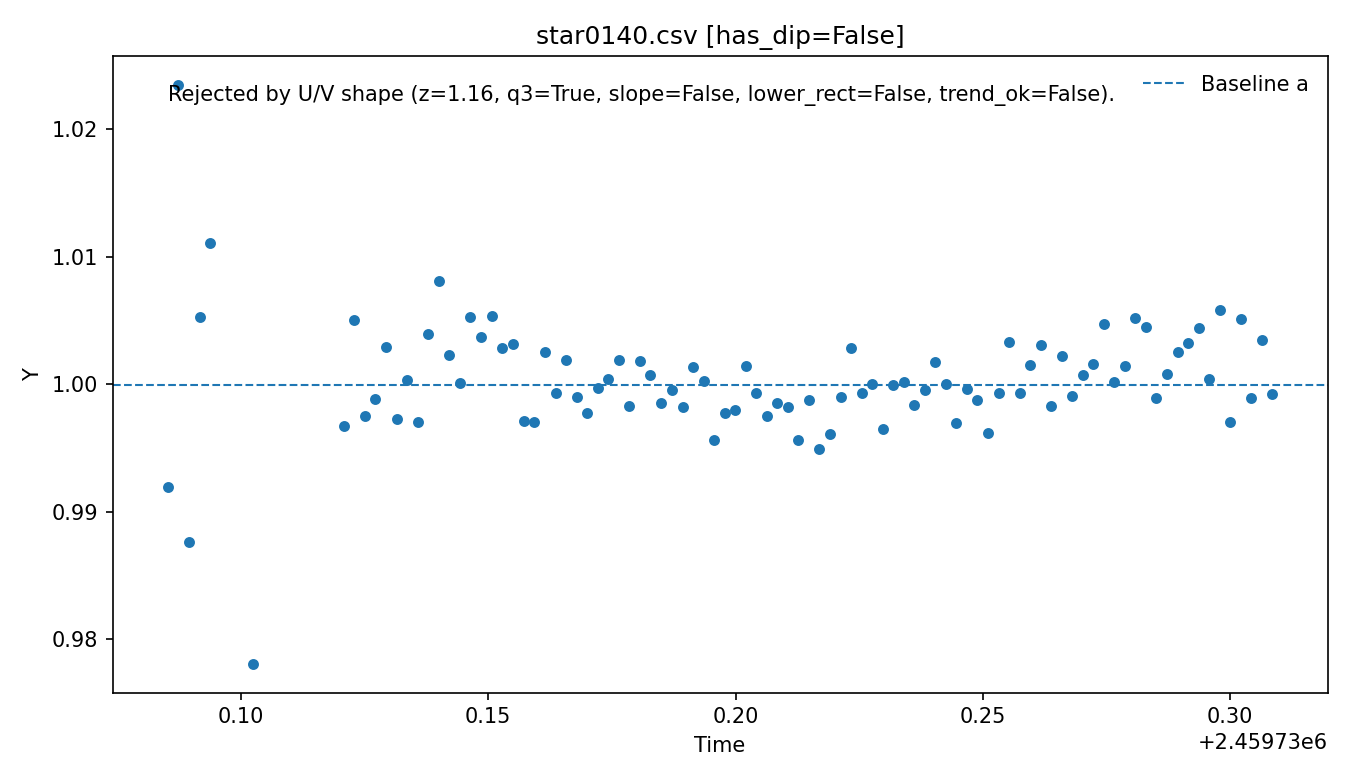 star0140.csv [has_dip=False]
Rejected by U/V shape (z=1.16, q3=True, slope=False, lower_rect=False, trend_ok=False).
Baseline a
1.02
1.01
1.00
0.99
0.98
Y
0.10 0.15 0.20 0.25 0.30
Time
+2.45973e6